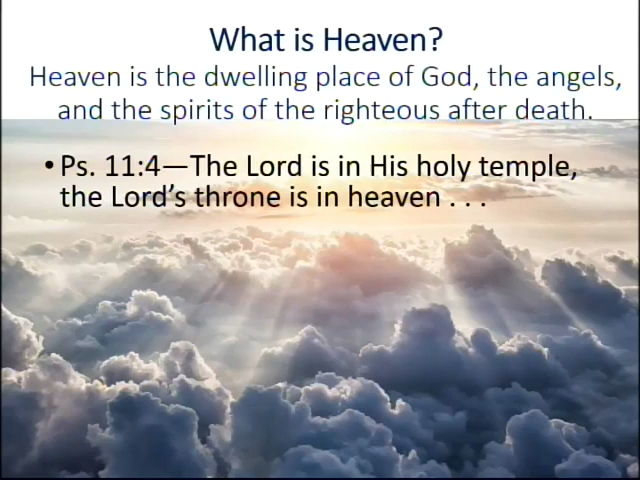 What is Heaven?
Heaven is the dwelling place of God, the angels,
and the spirits of the righteous after death.
• Ps. 11:4—The Lord is in His holy temple,
the Lord’s throne is in heaven . . .